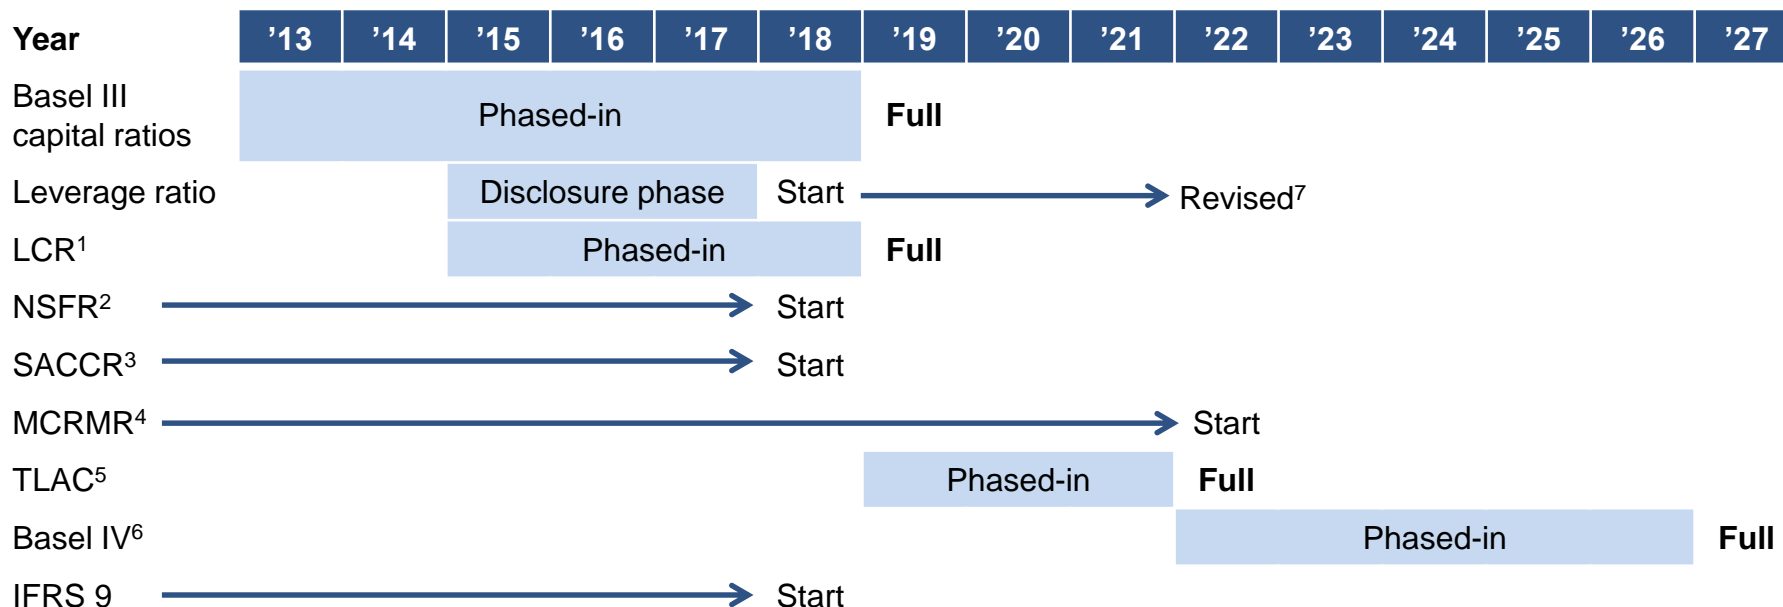 Year ’13 ’14 ’15 ’16 ’17 ’18 ’19 ’20 ’21 ’22 ’23 ’24 ’25 ’26 ’27
Basel III
capital ratios
Phased-in Full
Leverage ratio Disclosure phase Start Revised⁷
LCR¹ Phased-in Full
NSFR² Start
SACCR³ Start
MCRMR⁴ Start
TLAC⁵ Phased-in Full
Basel IV⁶ Phased-in Full
IFRS 9 Start